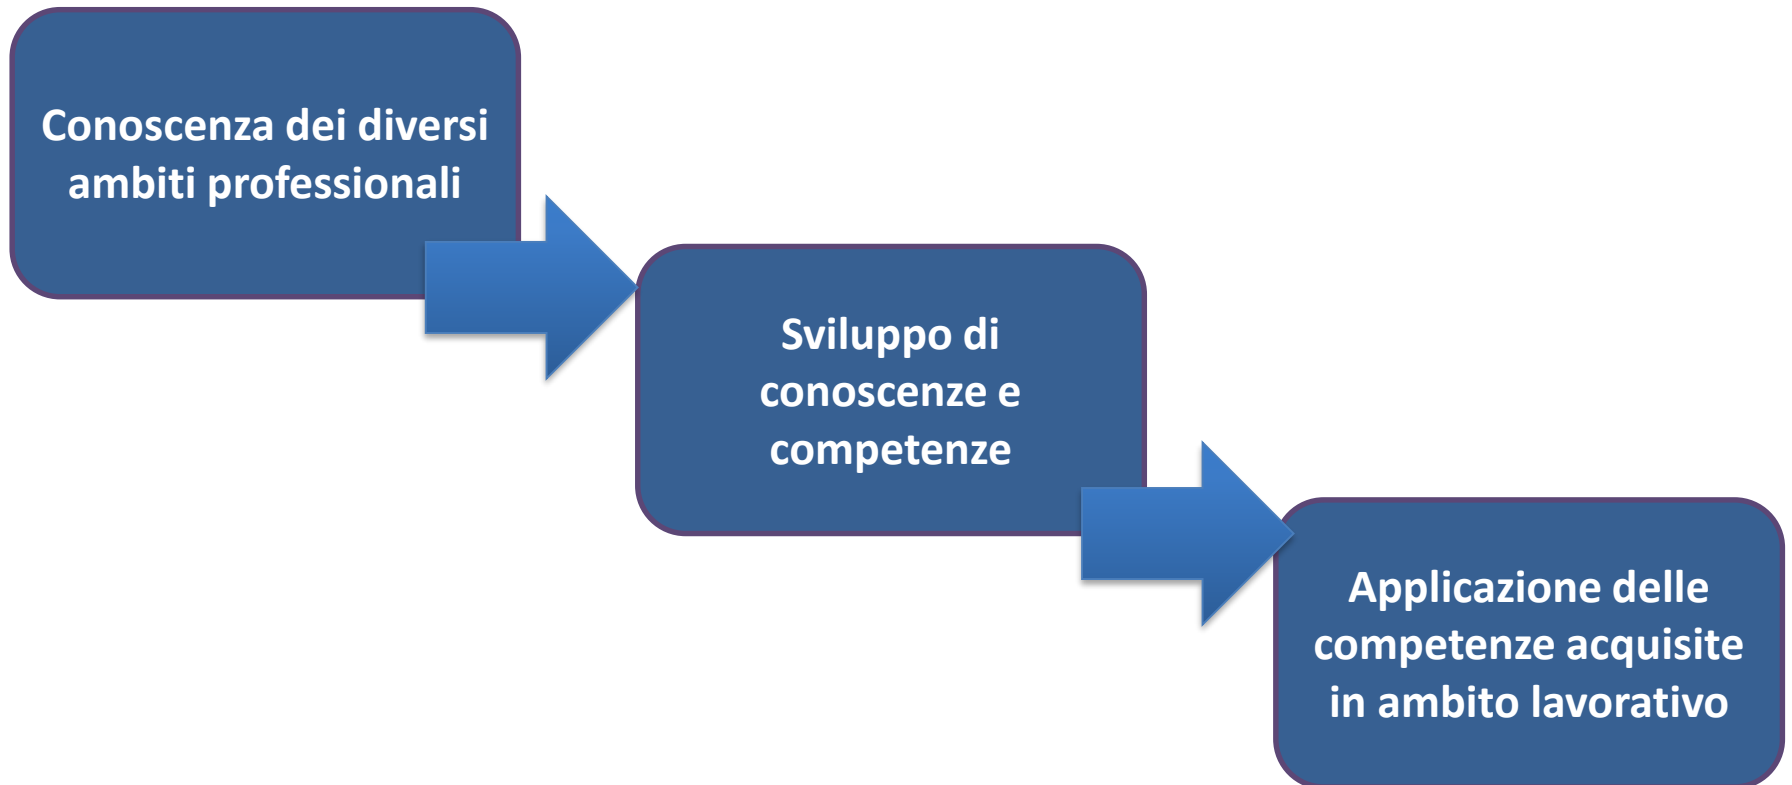 Conoscenza dei diversi
ambiti professionali
Sviluppo di
conoscenze e
competenze
Applicazione delle
competenze acquisite
in ambito lavorativo